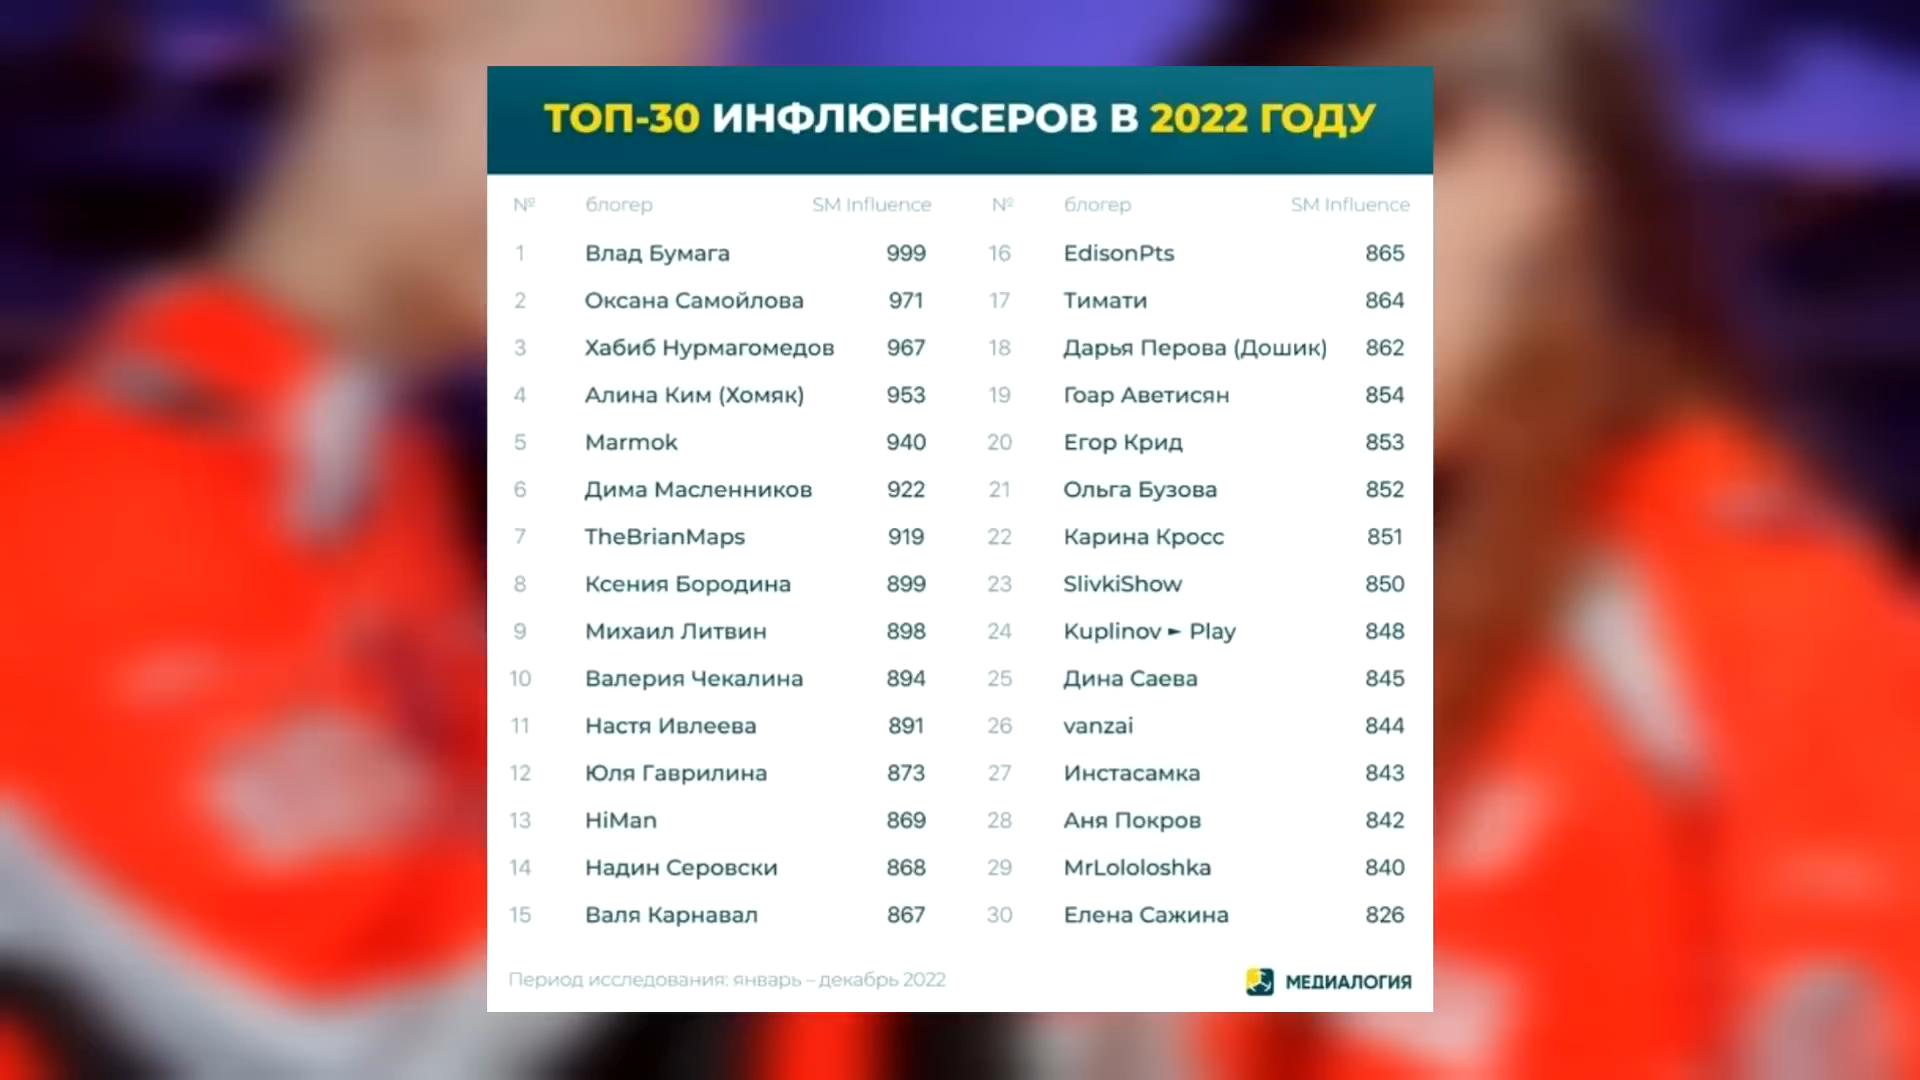 ТОП-30 ИНФЛЮЕНСЕРОВ В 2022 ГОДУ
№ блогер SM Influence
1 Влад Бумага 999
2 Оксана Самойлова 971
3 Хабиб Нурмагомедов 967
4 Алина Ким (Хомяк) 953
5 Marmok 940
6 Дима Масленников 922
7 TheBrianMaps 919
8 Ксения Бородина 899
9 Михаил Литвин 898
10 Валерия Чекалина 894
11 Настя Ивлеева 891
12 Юля Гаврилина 873
13 HiMan 869
14 Надин Серовски 868
15 Валя Карнавал 867
№ блогер SM Influence
16 EdisonPts 865
17 Тимати 864
18 Дарья Перова (Дошик) 862
19 Гоар Аветисян 854
20 Егор Крид 853
21 Ольга Бузова 852
22 Карина Кросс 851
23 SlivkiShow 850
24 Kuplinov ► Play 848
25 Дина Саева 845
26 vanzai 844
27 Инстасамка 843
28 Аня Покров 842
29 MrLololoshka 840
30 Елена Сажина 826
Период исследования: январь – декабрь 2022
МЕДИАЛОГИЯ